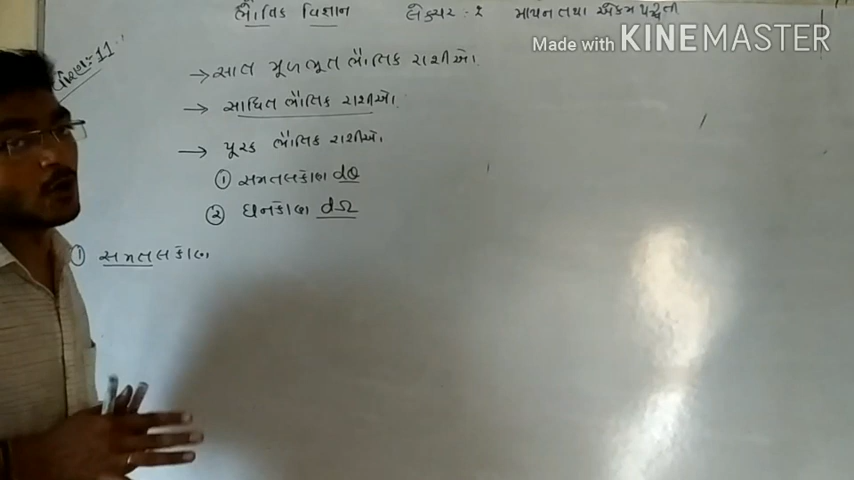 ભૌતિક વિજ્ઞાન લેક્ચર : ૨ માપન તથા એકમ પદ્ધતી
Made with KINEMASTER
ધોરણ:- 11
→ સાત મૂળભૂત ભૌતિક રાશીઓ.
→ સાધિત ભૌતિક રાશીઓ.
→ પૂરક ભૌતિક રાશીઓ.
① સમતલકોણ dθ
② ઘનકોણ dΩ
① સમતલકોણ